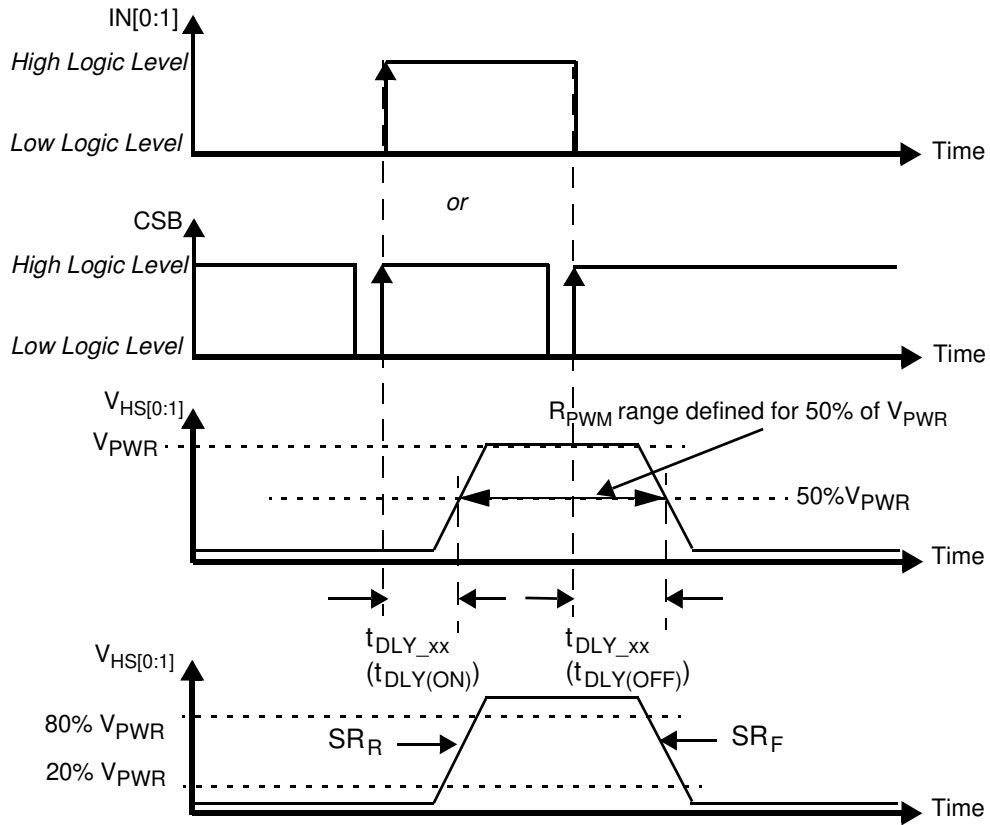 IN[0:1]
High Logic Level
Low Logic Level
Time
or
CSB
High Logic Level
Low Logic Level
Time
VHS[0:1]
RPWM range defined for 50% of VPWR
VPWR
50%VPWR
Time
tDLY_xx
(tDLY(ON))
tDLY_xx
(tDLY(OFF))
VHS[0:1]
80% VPWR
SRR
SRF
20% VPWR
Time